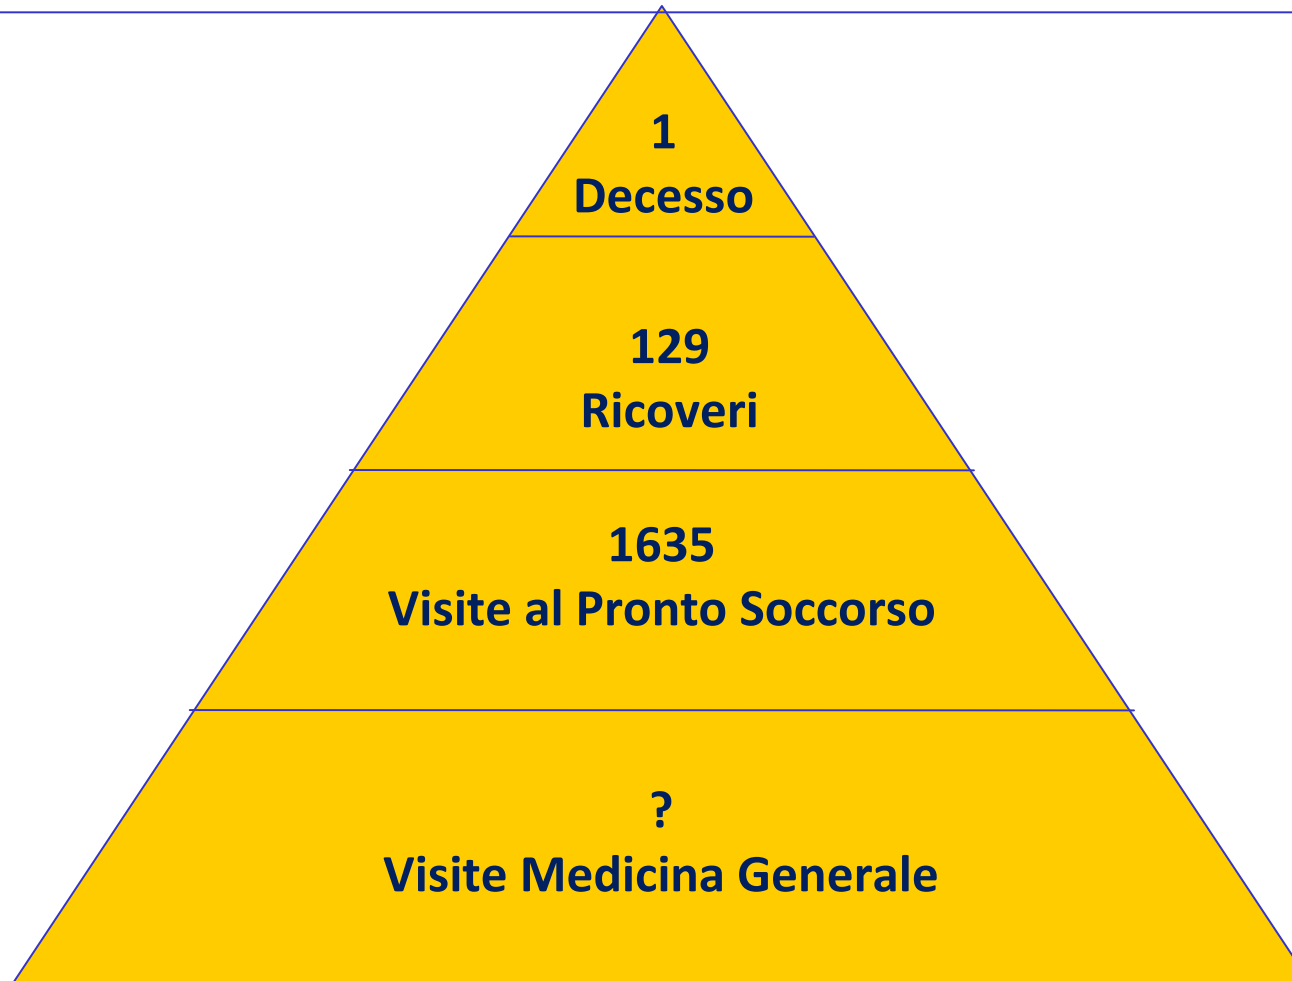 1
Decesso
129
Ricoveri
1635
Visite al Pronto Soccorso
?
Visite Medicina Generale